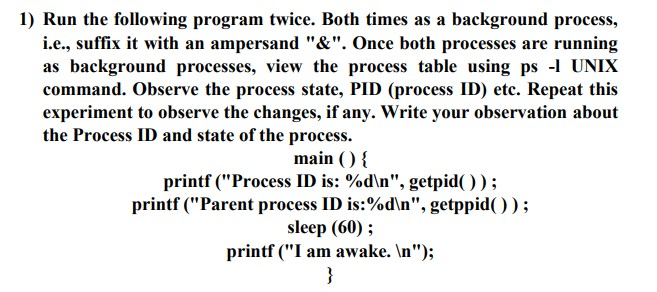 1) Run the following program twice. Both times as a background process,
i.e., suffix it with an ampersand "&". Once both processes are running
as background processes, view the process table using ps -l UNIX
command. Observe the process state, PID (process ID) etc. Repeat this
experiment to observe the changes, if any. Write your observation about
the Process ID and state of the process.
main ( ) {
printf ("Process ID is: %d\n", getpid( ) ) ;
printf ("Parent process ID is:%d\n", getppid( ) ) ;
sleep (60) ;
printf ("I am awake. \n");
}